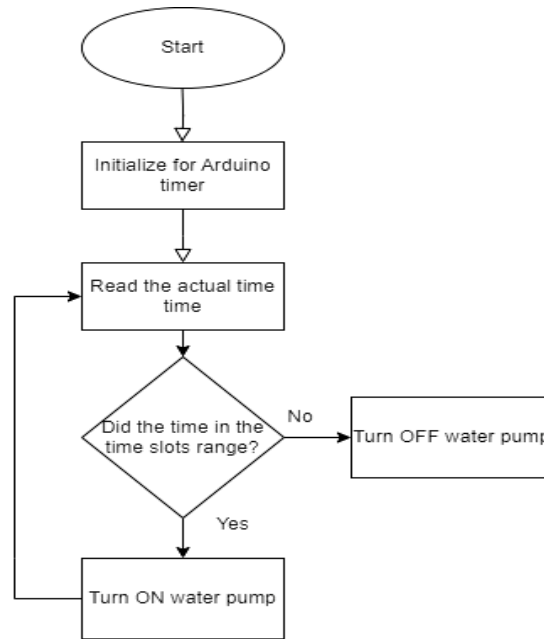 Start
Initialize for Arduino
timer
Read the actual time
time
Did the time in the
time slots range?
No
Turn OFF water pump
Yes
Turn ON water pump